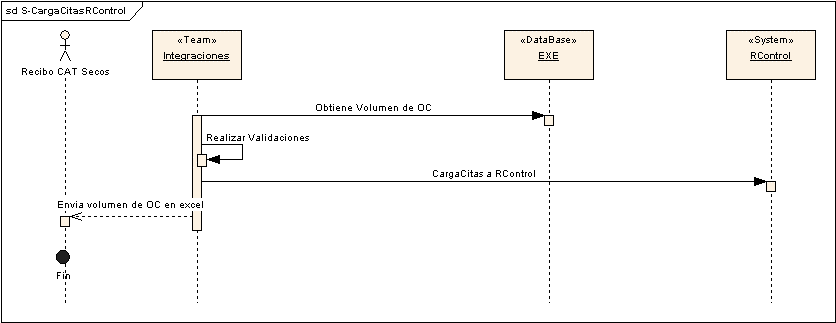 sd S-CargaCitasRControl
Recibo CAT Secos
«Team»
Integraciones
«DataBase»
EXE
«System»
RControl
Obtiene Volumen de OC
Realizar Validaciones
CargaCitas a RControl
Envia volumen de OC en excel
Fin